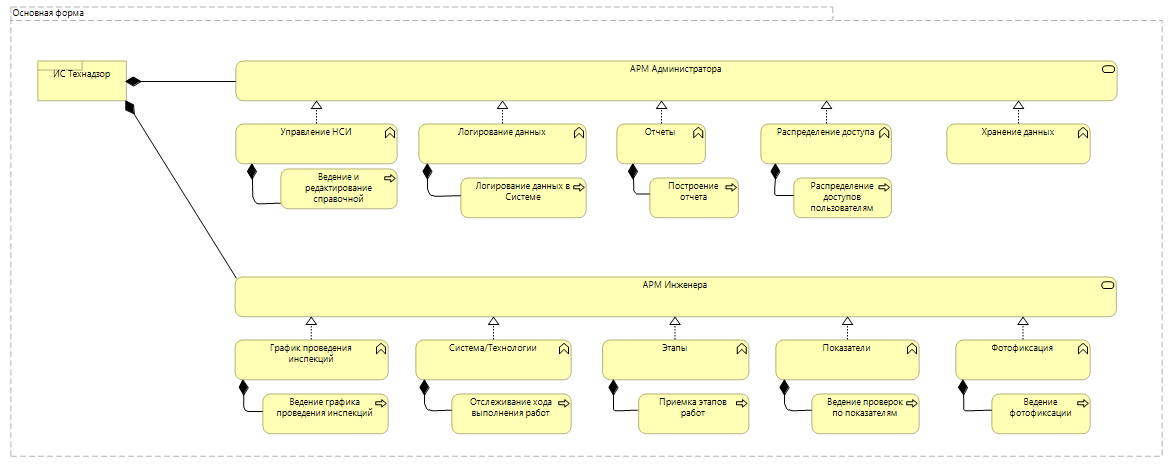 Основная форма
ИС Технадзор
АРМ Администратора
Управление НСИ
Логирование данных
Отчеты
Распределение доступа
Хранение данных
Ведение и
редактирование
справочной
Логирование данных в
Системе
Построение
отчета
Распределение
доступов
пользователям
АРМ Инженера
График проведения
инспекций
Система/Технологии
Этапы
Показатели
Фотофиксация
Ведение графика
проведения инспекций
Отслеживание хода
выполнения работ
Приемка этапов
работ
Ведение проверок
по показателям
Ведение
фотофиксации